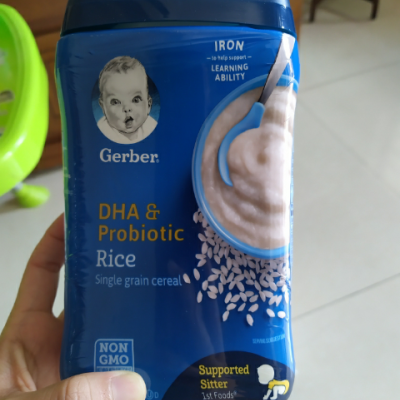 IRON
to help support
LEARNING
ABILITY
Gerber
DHA &
Probiotic
Rice
Single grain cereal
NON
GMO
Supported
Sitter
1st Foods®